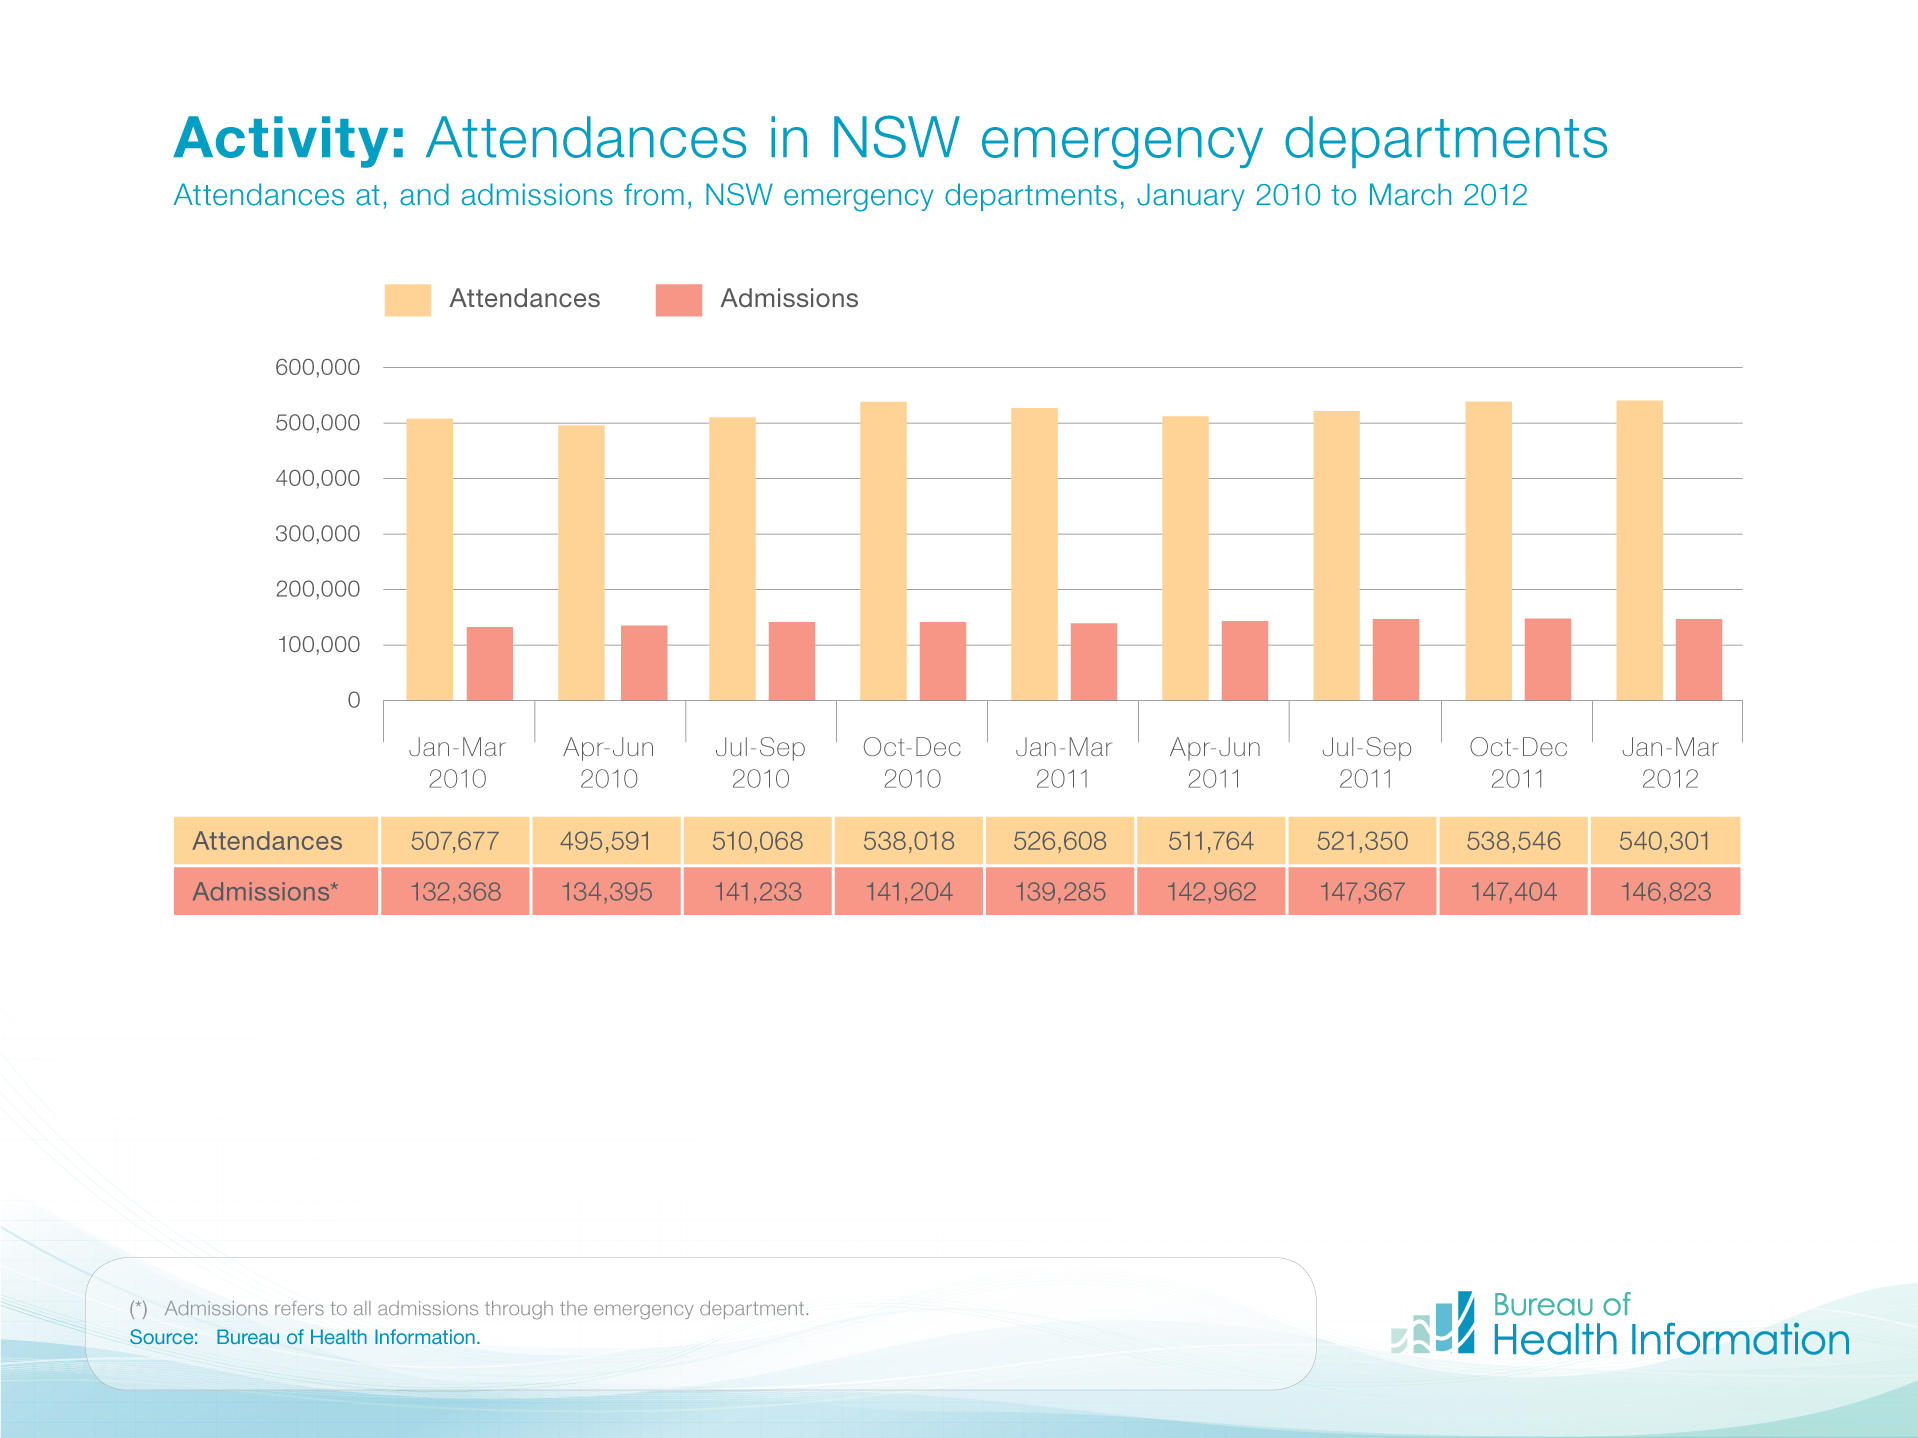 Activity: Attendances in NSW emergency departments
Attendances at, and admissions from, NSW emergency departments, January 2010 to March 2012
Attendances Admissions
600,000
500,000
400,000
300,000
200,000
100,000
0
Jan-Mar Apr-Jun Jul-Sep Oct-Dec Jan-Mar Apr-Jun Jul-Sep Oct-Dec Jan-Mar
2010 2010 2010 2010 2011 2011 2011 2011 2012
Attendances 507,677 495,591 510,068 538,018 526,608 511,764 521,350 538,546 540,301
Admissions* 132,368 134,395 141,233 141,204 139,285 142,962 147,367 147,404 146,823
(*) Admissions refers to all admissions through the emergency department.
Source: Bureau of Health Information.
Bureau of
Health Information